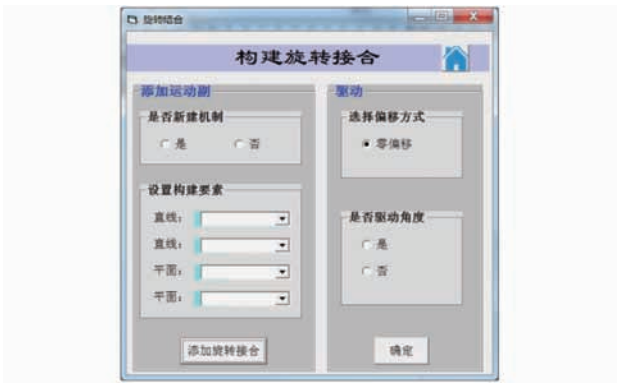 旋转结合
构建旋转接合
添加运动副
是否新建机制
是 否
设置构建要素
直线：
直线：
平面：
平面：
添加旋转接合
驱动
选择偏移方式
零偏移
是否驱动角度
是
否
确定